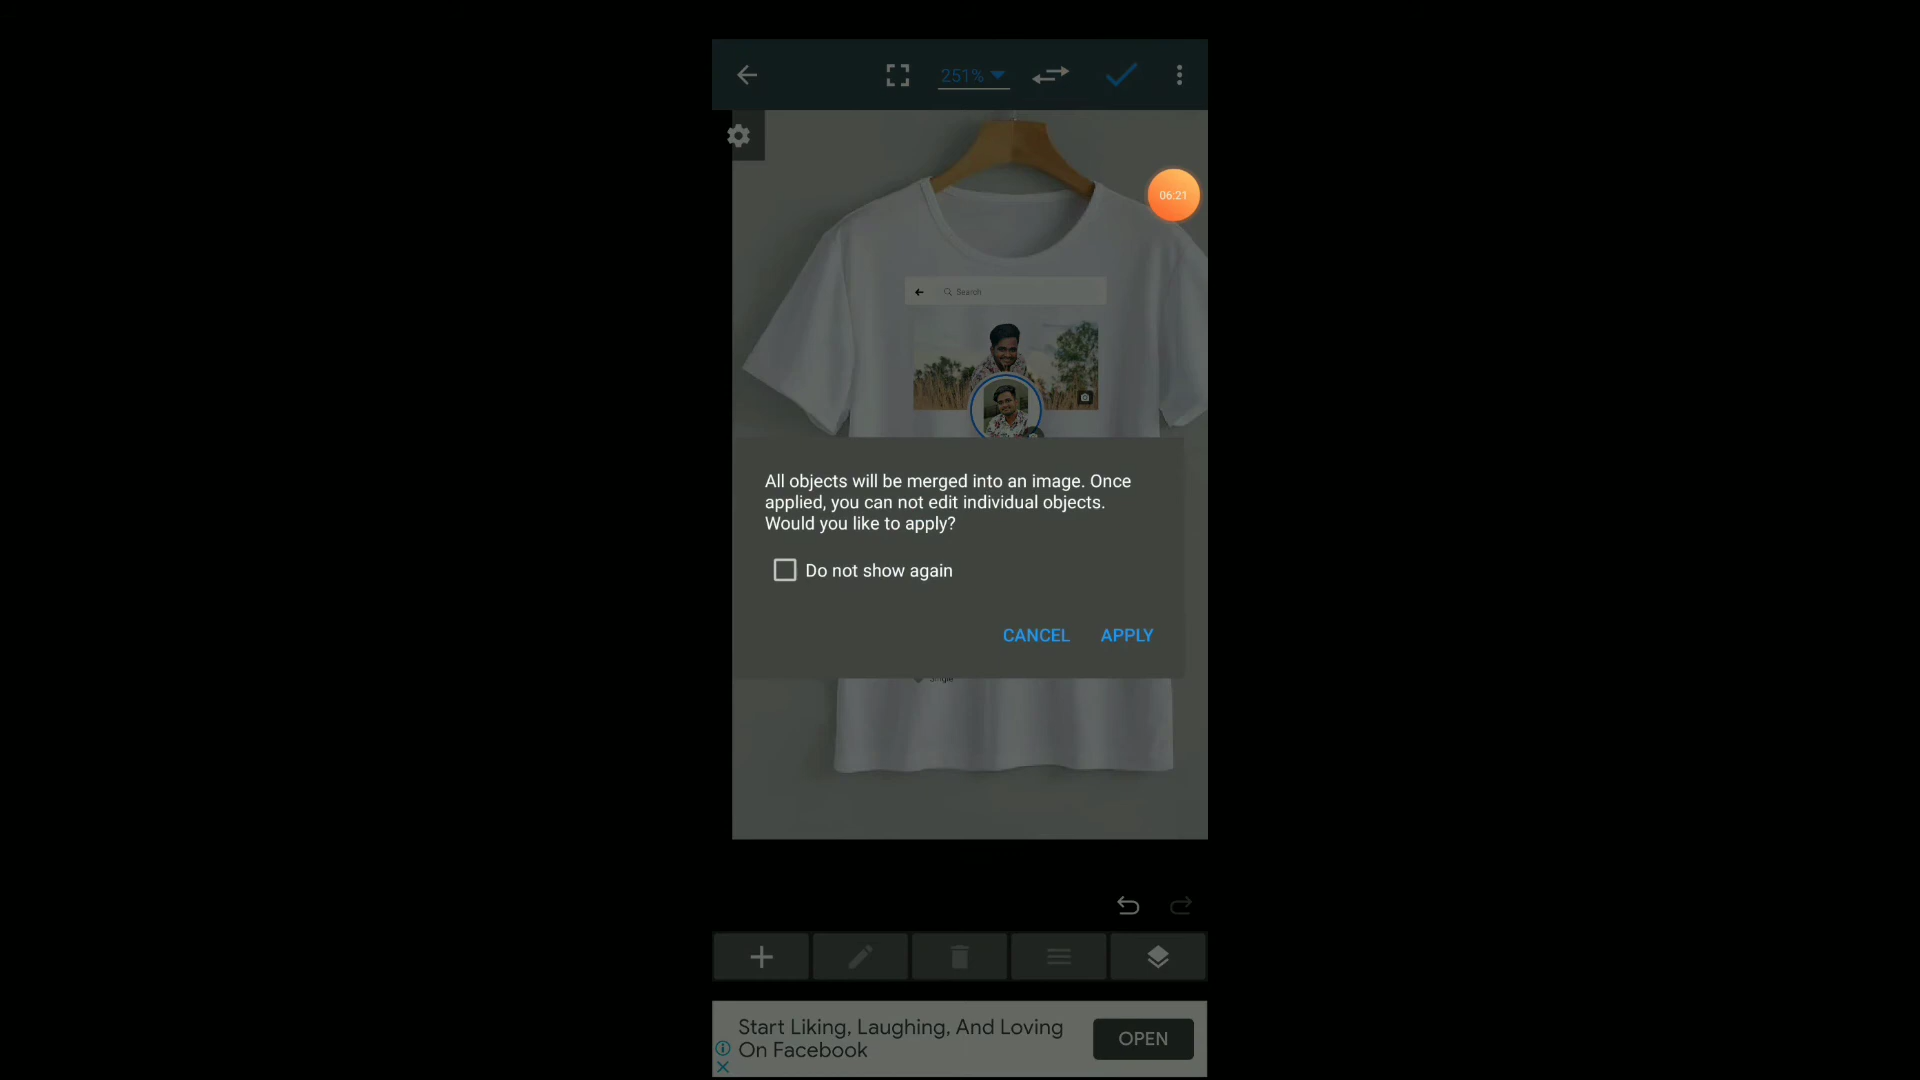 251%
06:21
Search
All objects will be merged into an image. Once
applied, you can not edit individual objects.
Would you like to apply?
Do not show again
CANCEL APPLY
Single
Start Liking, Laughing, And Loving
On Facebook
OPEN